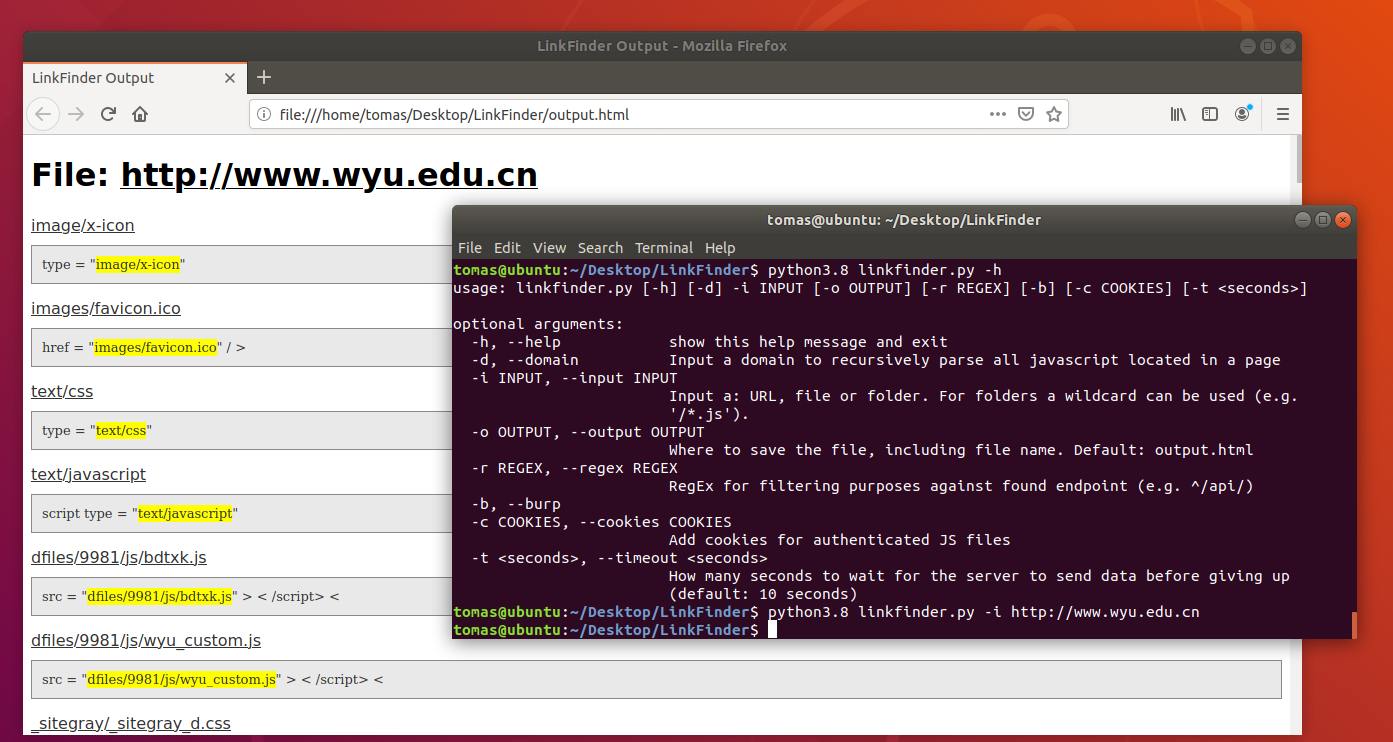 LinkFinder Output - Mozilla Firefox
LinkFinder Output
file:///home/tomas/Desktop/LinkFinder/output.html
File: http://www.wyu.edu.cn
image/x-icon
type = "image/x-icon"
images/favicon.ico
href = "images/favicon.ico" / >
text/css
type = "text/css"
text/javascript
script type = "text/javascript"
dfiles/9981/js/bdtxk.js
src = "dfiles/9981/js/bdtxk.js" > < /script> <
dfiles/9981/js/wyu_custom.js
src = "dfiles/9981/js/wyu_custom.js" > < /script> <
_sitegray/_sitegray_d.css
tomas@ubuntu: ~/Desktop/LinkFinder
File Edit View Search Terminal Help
tomas@ubuntu:~/Desktop/LinkFinder$ python3.8 linkfinder.py -h
usage: linkfinder.py [-h] [-d] -i INPUT [-o OUTPUT] [-r REGEX] [-b] [-c COOKIES] [-t <seconds>]
optional arguments:
-h, --help show this help message and exit
-d, --domain Input a domain to recursively parse all javascript located in a page
-i INPUT, --input INPUT
Input a: URL, file or folder. For folders a wildcard can be used (e.g.
'/*.js').
-o OUTPUT, --output OUTPUT
Where to save the file, including file name. Default: output.html
-r REGEX, --regex REGEX
RegEx for filtering purposes against found endpoint (e.g. ^/api/)
-b, --burp
-c COOKIES, --cookies COOKIES
Add cookies for authenticated JS files
-t <seconds>, --timeout <seconds>
How many seconds to wait for the server to send data before giving up
(default: 10 seconds)
tomas@ubuntu:~/Desktop/LinkFinder$ python3.8 linkfinder.py -i http://www.wyu.edu.cn
tomas@ubuntu:~/Desktop/LinkFinder$